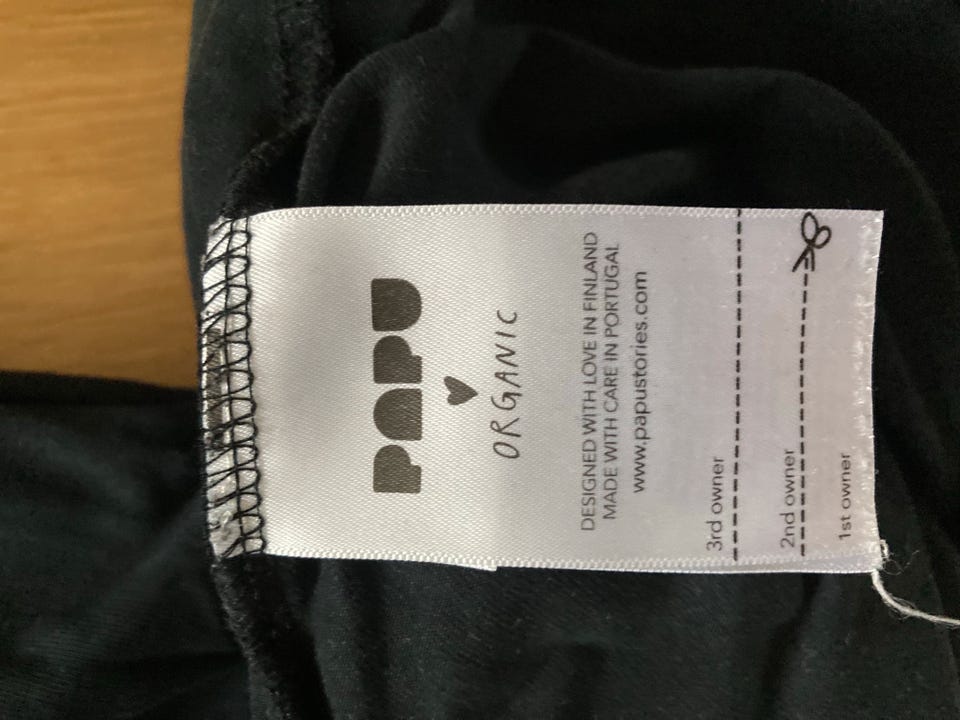 PAPU
ORGANIC
DESIGNED WITH LOVE IN FINLAND
MADE WITH CARE IN PORTUGAL
www.papustories.com
3rd owner
2nd owner
1st owner